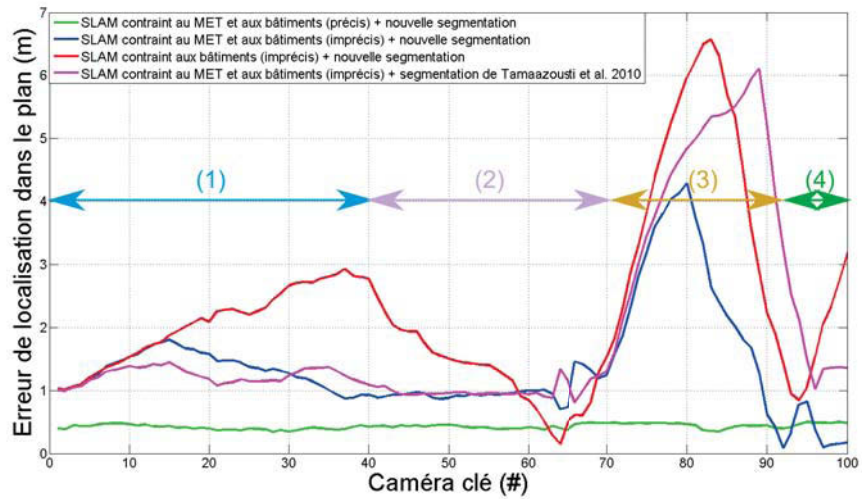 SLAM contraint au MET et aux bâtiments (précis) + nouvelle segmentation
SLAM contraint au MET et aux bâtiments (imprécis) + nouvelle segmentation
SLAM contraint aux bâtiments (imprécis) + nouvelle segmentation
SLAM contraint au MET et aux bâtiments (imprécis) + segmentation de Tamaazousti et al. 2010
Erreur de localisation dans le plan (m)
7
6
5
4
3
2
1
0
(1)
(2)
(3)
(4)
0 10 20 30 40 50 60 70 80 90 100
Caméra clé (#)